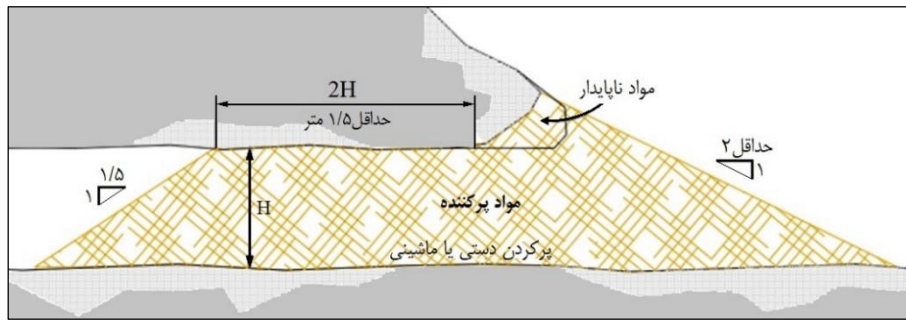 2H
حداقل ۱/۵ متر
مواد ناپایدار
حداقل ۲
۱
۱/۵
۱
H
مواد پرکننده
پرکردن دستی یا ماشینی